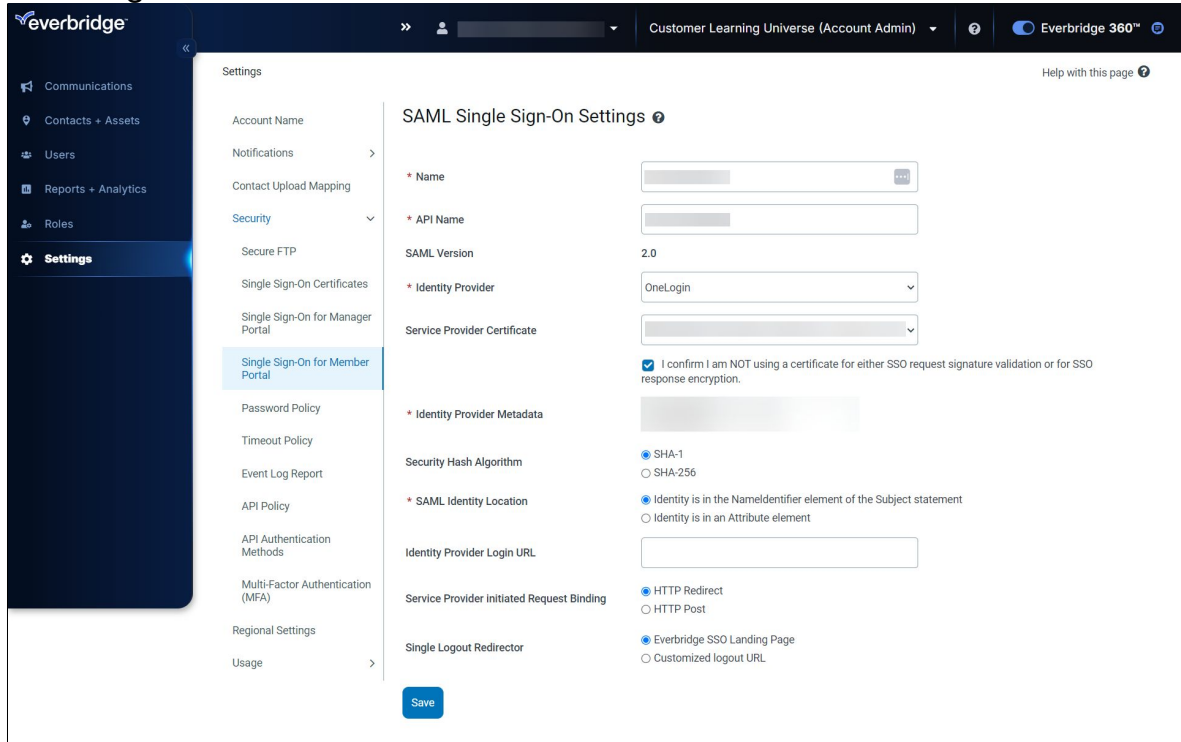 everbridge
Customer Learning Universe (Account Admin)
Everbridge 360™
Communications
Contacts + Assets
Users
Reports + Analytics
Roles
Settings
Settings
Help with this page
Account Name
Notifications
Contact Upload Mapping
Security
Secure FTP
Single Sign-On Certificates
Single Sign-On for Manager
Portal
Single Sign-On for Member
Portal
Password Policy
Timeout Policy
Event Log Report
API Policy
API Authentication
Methods
Multi-Factor Authentication
(MFA)
Regional Settings
Usage
SAML Single Sign-On Settings
* Name
* API Name
SAML Version 2.0
* Identity Provider OneLogin
Service Provider Certificate
I confirm I am NOT using a certificate for either SSO request signature validation or for SSO
response encryption.
* Identity Provider Metadata
Security Hash Algorithm
SHA-1
SHA-256
* SAML Identity Location
Identity is in the NameIdentifier element of the Subject statement
Identity is in an Attribute element
Identity Provider Login URL
Service Provider initiated Request Binding
HTTP Redirect
HTTP Post
Single Logout Redirector
Everbridge SSO Landing Page
Customized logout URL
Save